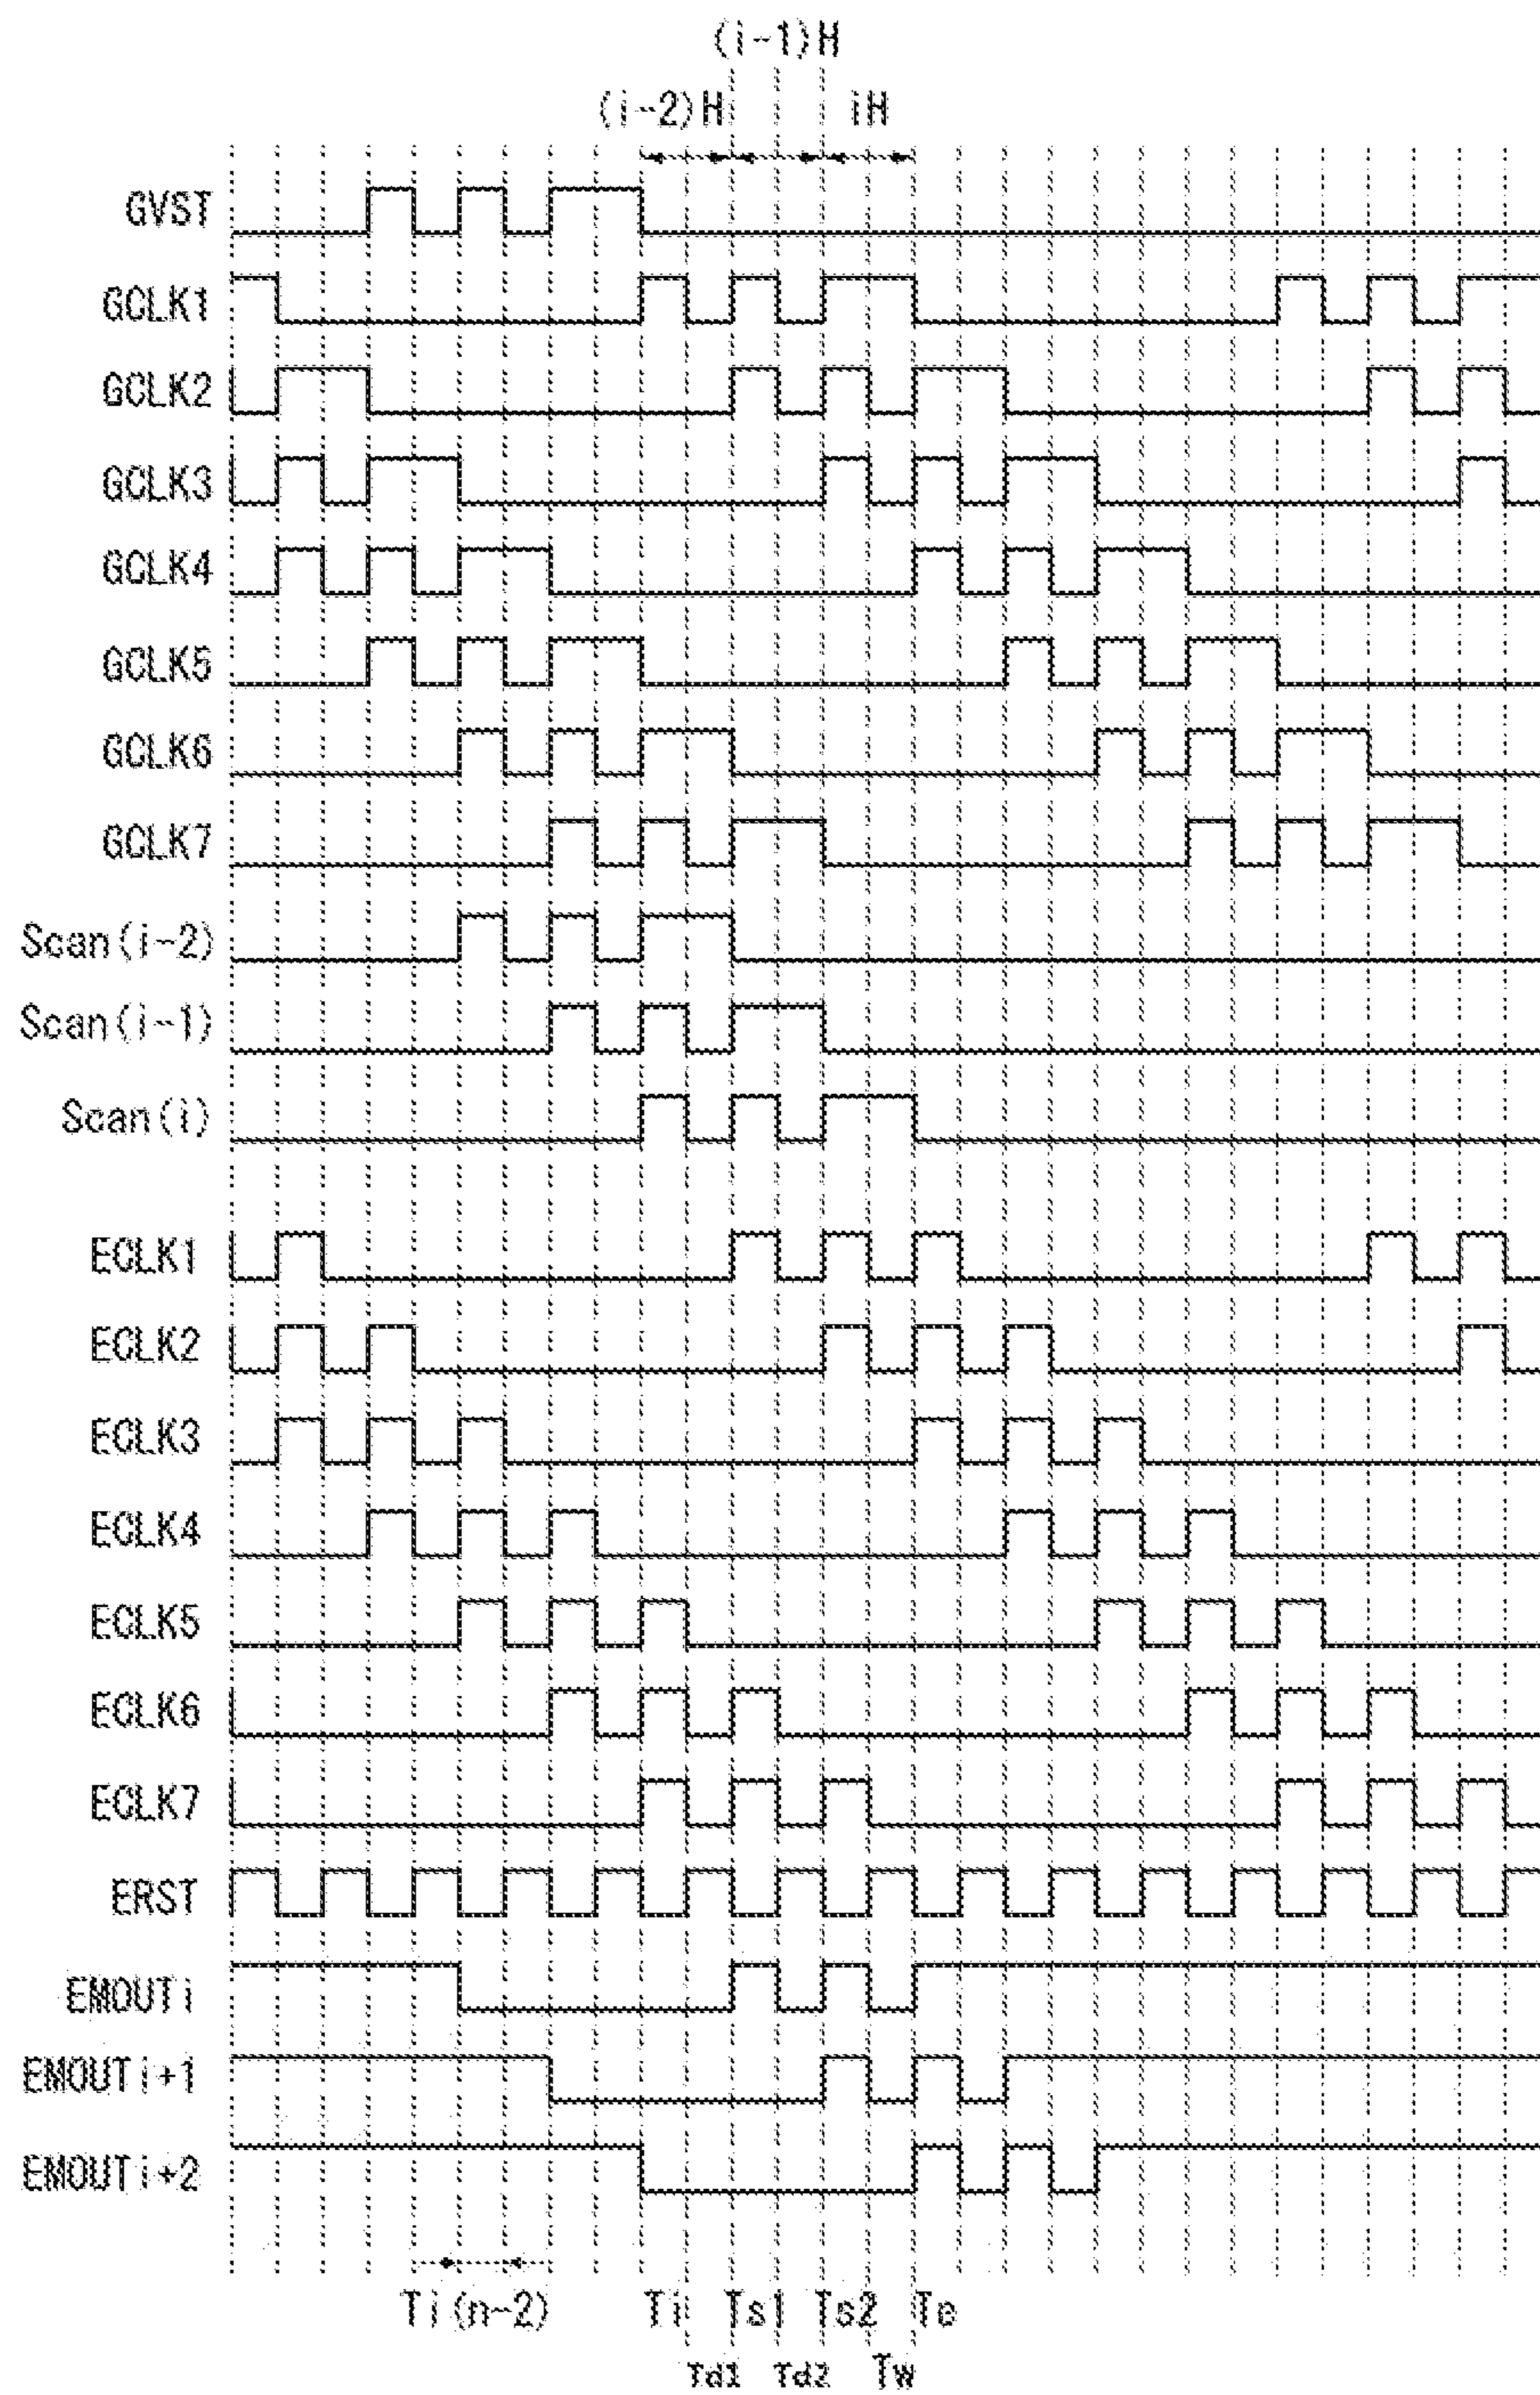 (i-1)H
(i-2)H iH
GVST
GCLK1
GCLK2
GCLK3
GCLK4
GCLK5
GCLK6
GCLK7
Scan(i-2)
Scan(i-1)
Scan(i)
ECLK1
ECLK2
ECLK3
ECLK4
ECLK5
ECLK6
ECLK7
ERST
EMOUTi
EMOUTi+1
EMOUTi+2
Ti(n-2) Ti Ts1 Ts2 Te
Td1 Td2 Tw